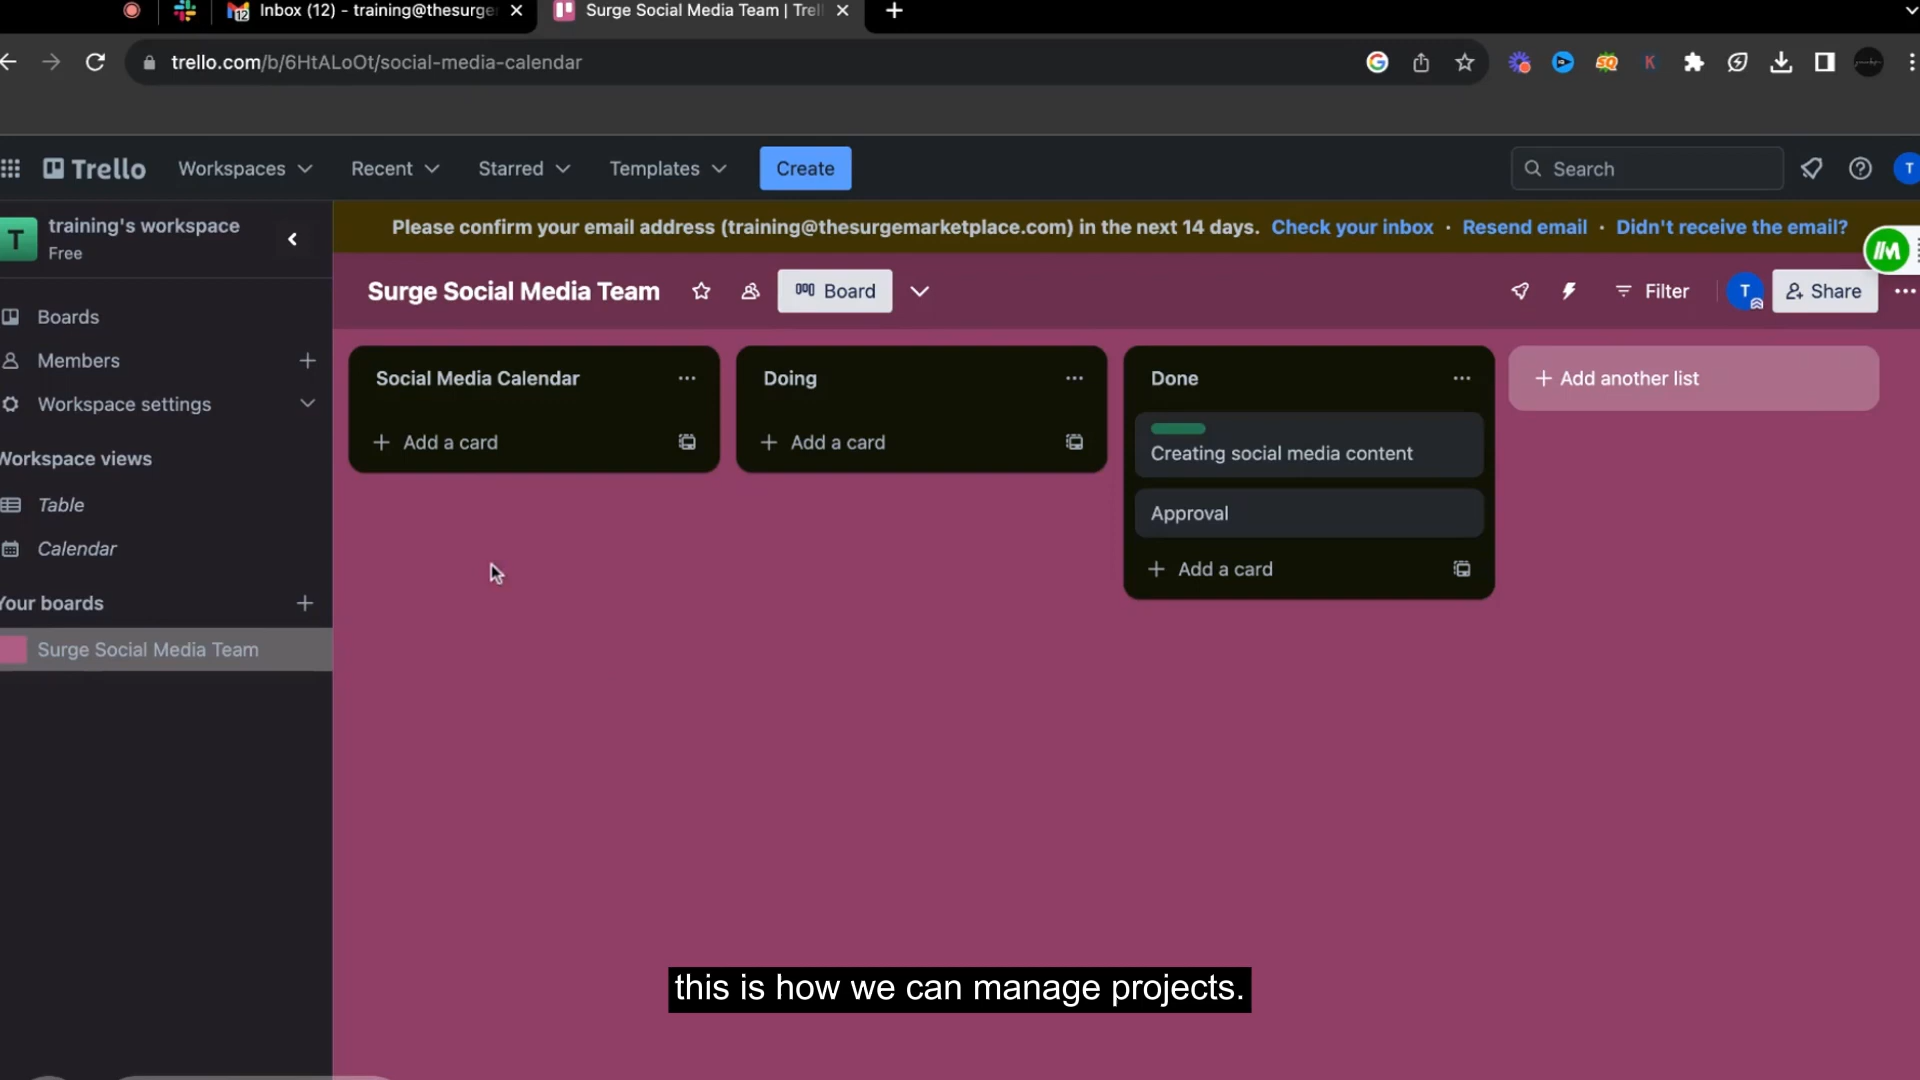 Inbox (12) - training@thesurge
Surge Social Media Team | Trel
trello.com/b/6HtALoOt/social-media-calendar
Trello
Workspaces
Recent
Starred
Templates
Create
Search
T
T
training's workspace
Free
Please confirm your email address (training@thesurgemarketplace.com) in the next 14 days. Check your inbox · Resend email · Didn't receive the email?
Surge Social Media Team
Board
Filter
T
Share
Boards
Members
Workspace settings
Workspace views
Table
Calendar
Your boards
Surge Social Media Team
Social Media Calendar
Add a card
Doing
Add a card
Done
Creating social media content
Approval
Add a card
Add another list
this is how we can manage projects.